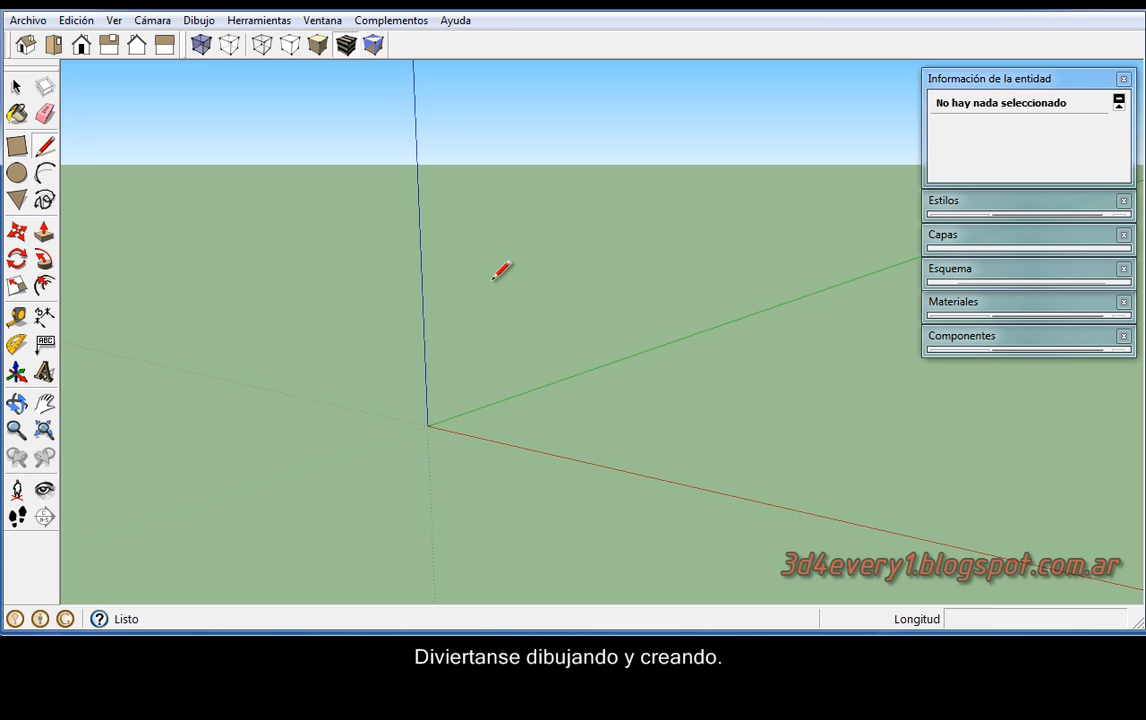 Archivo Edición Ver Cámara Dibujo Herramientas Ventana Complementos Ayuda
Información de la entidad
No hay nada seleccionado
Estilos
Capas
Esquema
Materiales
Componentes
ABC
3d4every1.blogspot.com.ar
Listo Longitud
Diviertanse dibujando y creando.